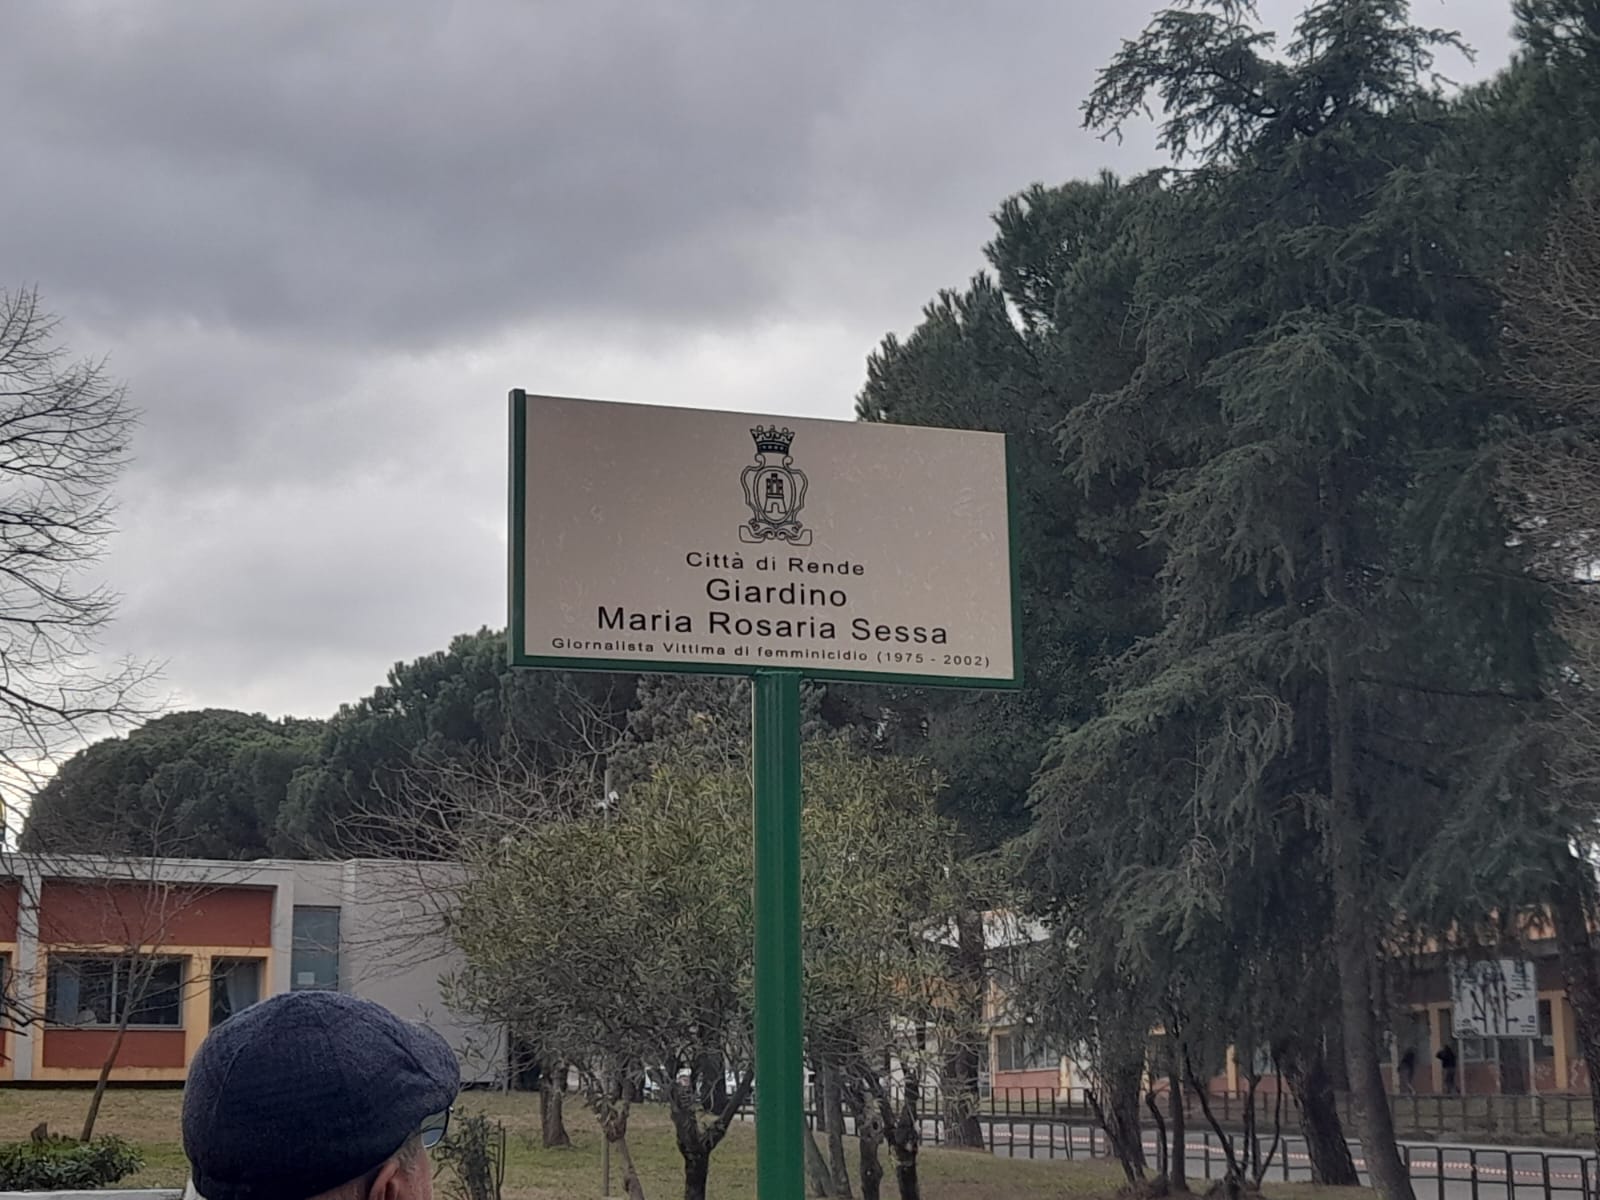 Città di Rende
Giardino
Maria Rosaria Sessa
Giornalista Vittima di femminicidio (1975 - 2002)